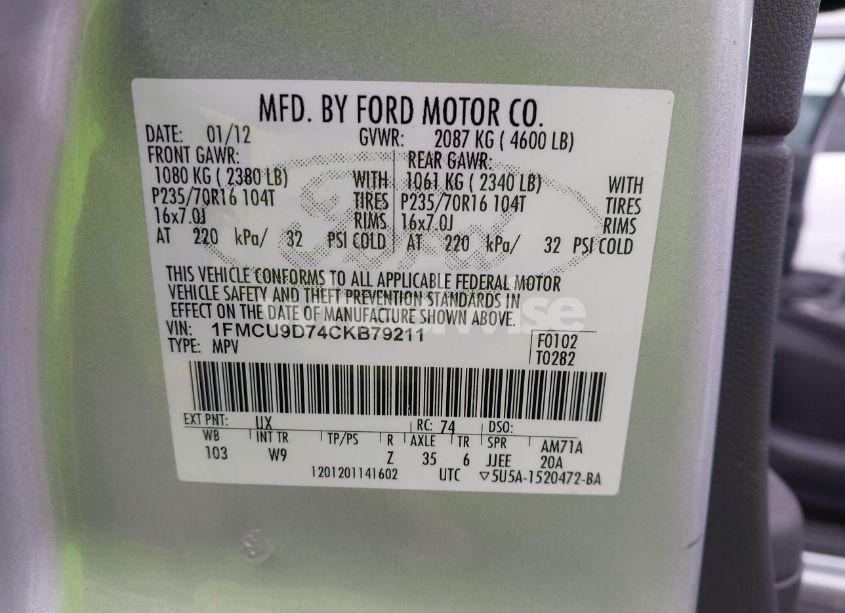 MFD. BY FORD MOTOR CO.
DATE: 01/12 GVWR: 2087 KG ( 4600 LB)
FRONT GAWR: REAR GAWR:
1080 KG ( 2380 LB) WITH 1061 KG ( 2340 LB) WITH
P235/70R16 104T TIRES P235/70R16 104T TIRES
16x7.0J RIMS 16x7.0J RIMS
AT 220 kPa/ 32 PSI COLD AT 220 kPa/ 32 PSI COLD
THIS VEHICLE CONFORMS TO ALL APPLICABLE FEDERAL MOTOR
VEHICLE SAFETY AND THEFT PREVENTION STANDARDS IN
EFFECT ON THE DATE OF MANUFACTURE SHOWN ABOVE.
VIN: 1FMCU9D74CKB79211 F0102
TYPE: MPV T0282
EXT PNT: UX RC: 74 DSO:
WB INT TR TP/PS R AXLE TR SPR AM71A
103 W9 Z 35 6 JJEE 20A
1201201141602 UTC ▽5U5A-1520472-BA
Ford